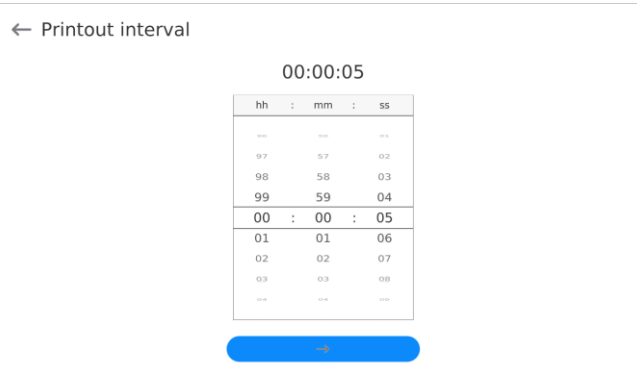 ← Printout interval
00:00:05
hh : mm : ss
97 57 02
98 58 03
99 59 04
00 : 00 : 05
01 01 06
02 02 07
03 03 08
→